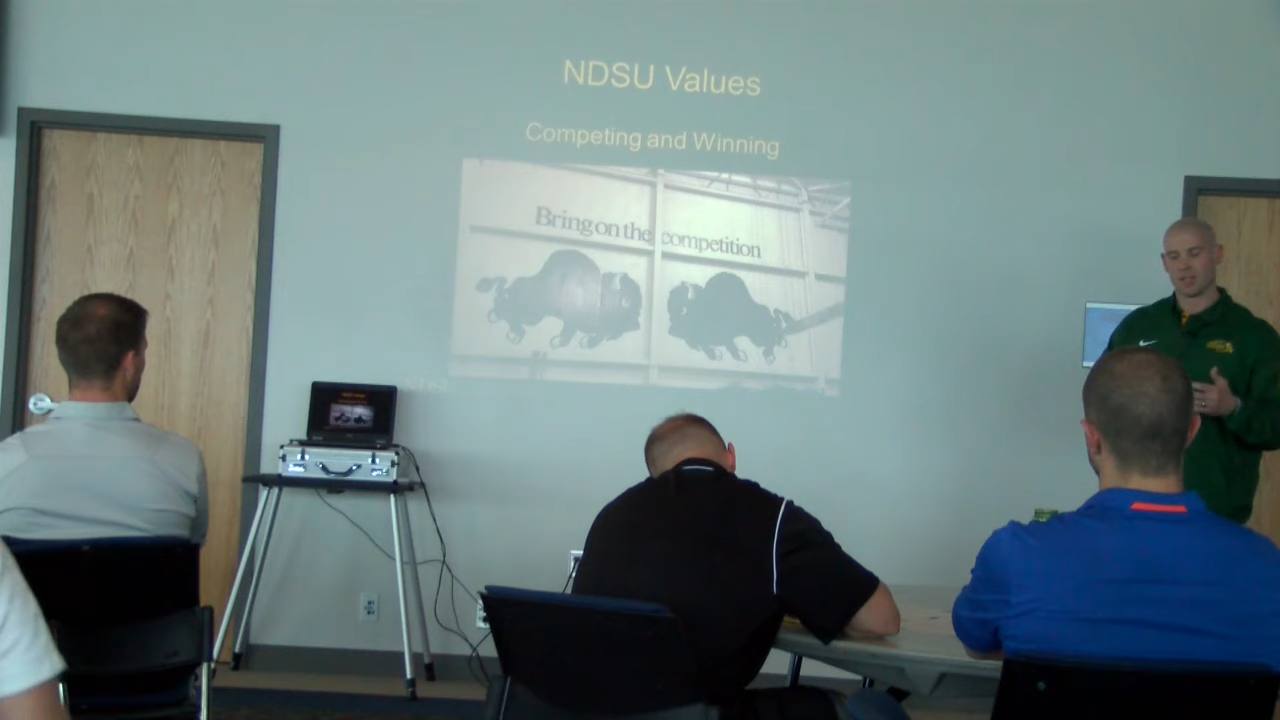 NDSU Values
Competing and Winning
Bring on the competition